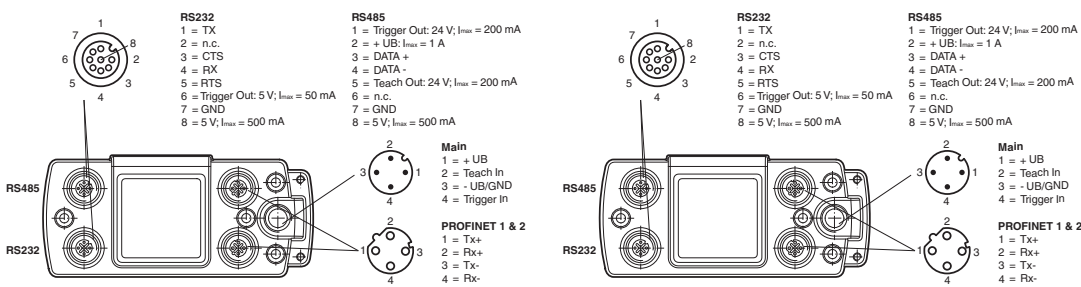 RS232
1 = TX
2 = n.c.
3 = CTS
4 = RX
5 = RTS
6 = Trigger Out: 5 V; Imax = 50 mA
7 = GND
8 = 5 V; Imax = 500 mA
RS485
1 = Trigger Out: 24 V; Imax = 200 mA
2 = + UB: Imax = 1 A
3 = DATA +
4 = DATA -
5 = Teach Out: 24 V; Imax = 200 mA
6 = n.c.
7 = GND
8 = 5 V; Imax = 500 mA
1
7
8
6
2
5
3
4
RS485
RS232
2
3
1
4
Main
1 = + UB
2 = Teach In
3 = - UB/GND
4 = Trigger In
2
1
3
4
PROFINET 1 & 2
1 = Tx+
2 = Rx+
3 = Tx-
4 = Rx-
RS232
1 = TX
2 = n.c.
3 = CTS
4 = RX
5 = RTS
6 = Trigger Out: 5 V; Imax = 50 mA
7 = GND
8 = 5 V; Imax = 500 mA
RS485
1 = Trigger Out: 24 V; Imax = 200 mA
2 = + UB: Imax = 1 A
3 = DATA +
4 = DATA -
5 = Teach Out: 24 V; Imax = 200 mA
6 = n.c.
7 = GND
8 = 5 V; Imax = 500 mA
1
7
8
6
2
5
3
4
RS485
RS232
2
3
1
4
Main
1 = + UB
2 = Teach In
3 = - UB/GND
4 = Trigger In
2
1
3
4
PROFINET 1 & 2
1 = Tx+
2 = Rx+
3 = Tx-
4 = Rx-